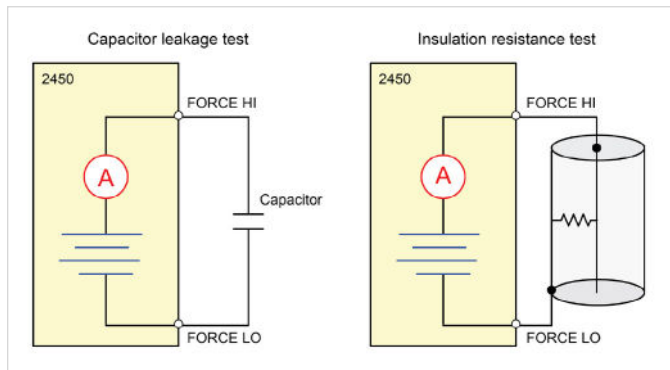 Capacitor leakage test
2450
FORCE HI
A
Capacitor
FORCE LO
Insulation resistance test
2450
FORCE HI
A
FORCE LO